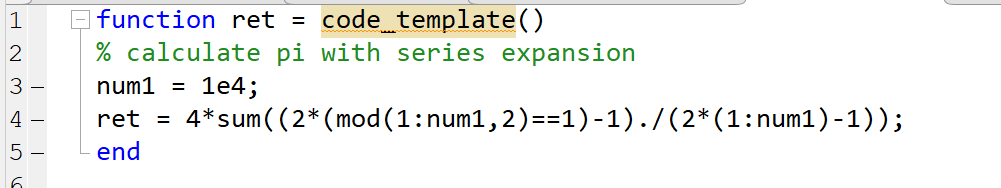 1 function ret = code_template()
2 % calculate pi with series expansion
3 – num1 = 1e4;
4 – ret = 4*sum((2*(mod(1:num1,2)==1)-1)./(2*(1:num1)-1));
5 – end
6